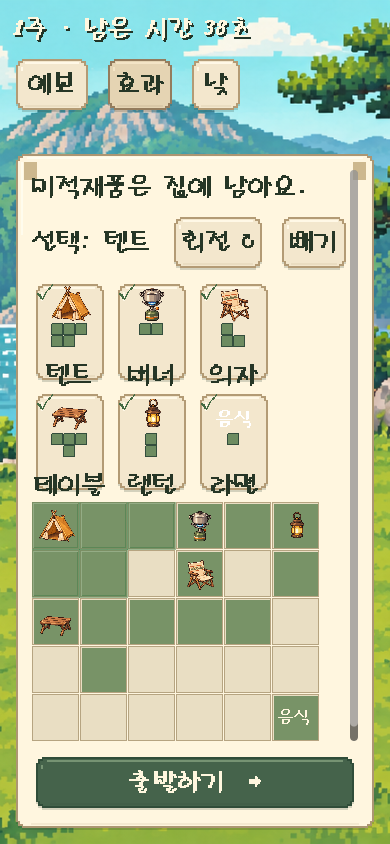 1주 · 남은 시간 38초
예보 효과 낮
미적재품은 집에 남아요.
선택: 텐트 회전 ↻ 빼기
텐트 버너 의자
음식
테이블 랜턴 라면
음식
출발하기 →